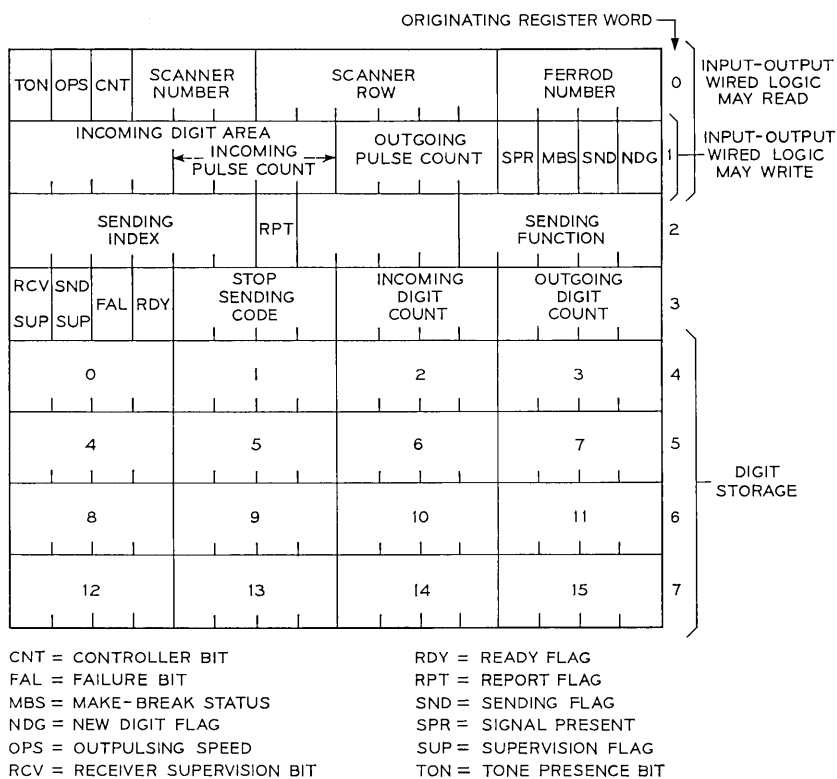 ORIGINATING REGISTER WORD
TON OPS CNT SCANNER NUMBER SCANNER ROW FERROD NUMBER 0
INPUT-OUTPUT
WIRED LOGIC
MAY READ
INCOMING DIGIT AREA
INCOMING PULSE COUNT
OUTGOING PULSE COUNT
SPR MBS SND NDG 1
INPUT-OUTPUT
WIRED LOGIC
MAY WRITE
SENDING INDEX RPT SENDING FUNCTION 2
RCV SUP SND SUP FAL RDY STOP SENDING CODE INCOMING DIGIT COUNT OUTGOING DIGIT COUNT 3
0 1 2 3 4
4 5 6 7 5
DIGIT
STORAGE
8 9 10 11 6
12 13 14 15 7
CNT = CONTROLLER BIT
FAL = FAILURE BIT
MBS = MAKE-BREAK STATUS
NDG = NEW DIGIT FLAG
OPS = OUTPULSING SPEED
RCV = RECEIVER SUPERVISION BIT
RDY = READY FLAG
RPT = REPORT FLAG
SND = SENDING FLAG
SPR = SIGNAL PRESENT
SUP = SUPERVISION FLAG
TON = TONE PRESENCE BIT